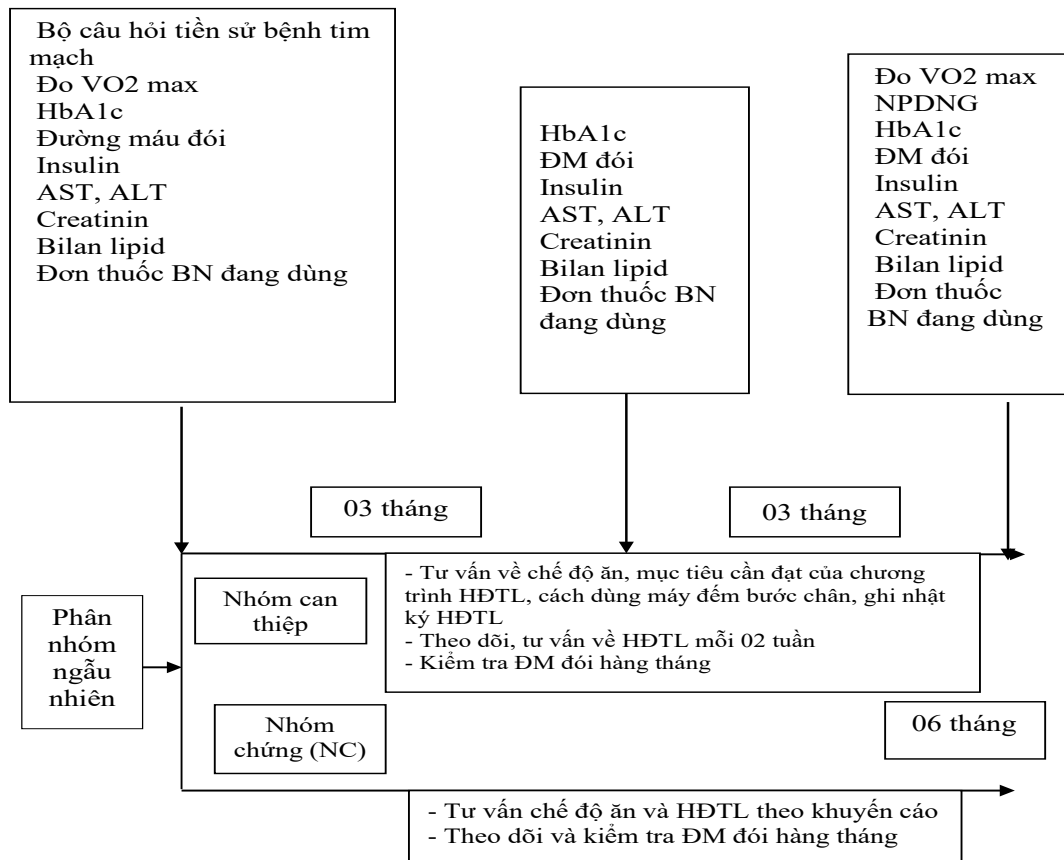 Bộ câu hỏi tiền sử bệnh tim
mạch
Đo VO2 max
HbA1c
Đường máu đói
Insulin
AST, ALT
Creatinin
Bilan lipid
Đơn thuốc BN đang dùng
HbA1c
ĐM đói
Insulin
AST, ALT
Creatinin
Bilan lipid
Đơn thuốc BN
đang dùng
Đo VO2 max
NPDNG
HbA1c
ĐM đói
Insulin
AST, ALT
Creatinin
Bilan lipid
Đơn thuốc
BN đang dùng
03 tháng
03 tháng
Phân
nhóm
ngẫu
nhiên
Nhóm can
thiệp
- Tư vấn về chế độ ăn, mục tiêu cần đạt của chương
trình HĐTL, cách dùng máy đếm bước chân, ghi nhật
ký HĐTL
- Theo dõi, tư vấn về HĐTL mỗi 02 tuần
- Kiểm tra ĐM đói hàng tháng
Nhóm
chứng (NC)
06 tháng
- Tư vấn chế độ ăn và HĐTL theo khuyến cáo
- Theo dõi và kiểm tra ĐM đói hàng tháng